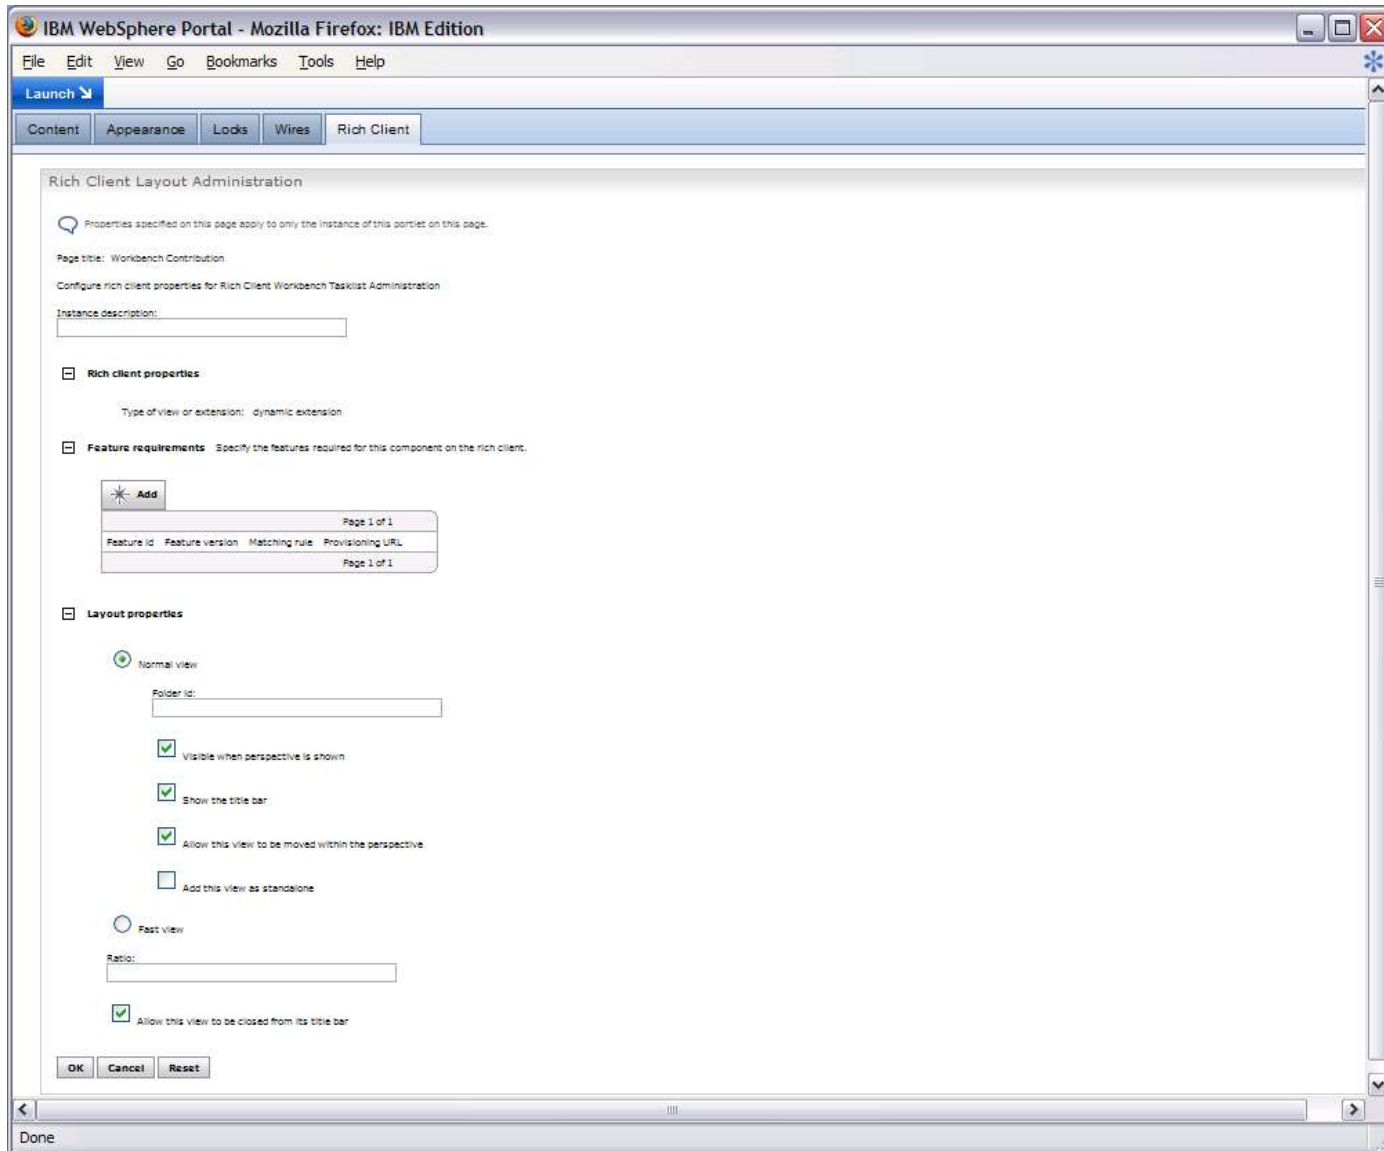 IBM WebSphere Portal - Mozilla Firefox: IBM Edition
File Edit View Go Bookmarks Tools Help
Launch
Content Appearance Locks Wires Rich Client
Rich Client Layout Administration
Properties specified on this page apply to only the instance of this portlet on this page.
Page title: Workbench Contribution
Configure rich client properties for Rich Client Workbench Tasklist Administration
Instance description:
Rich client properties
Type of view or extension: dynamic extension
Feature requirements Specify the features required for this component on the rich client.
Add
Page 1 of 1
Feature id Feature version Matching rule Provisioning URL
Page 1 of 1
Layout properties
Normal view
Folder id:
Visible when perspective is shown
Show the title bar
Allow this view to be moved within the perspective
Add this view as standalone
Fast view
Ratio:
Allow this view to be closed from its title bar
OK Cancel Reset
Done